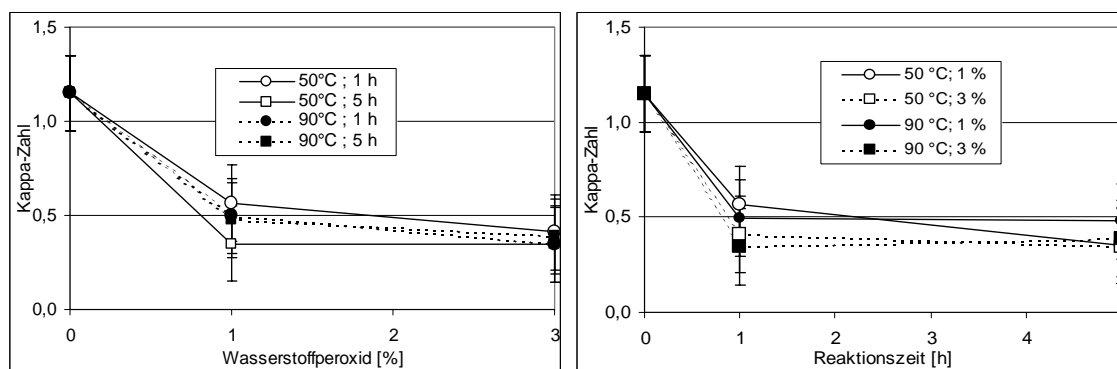 1,5
1,0
0,5
0,0
Kappa-Zahl
50°C ; 1 h
50°C ; 5 h
90°C ; 1 h
90°C ; 5 h
0 1 2 3
Wasserstoffperoxid [%]
1,5
1,0
0,5
0,0
Kappa-Zahl
50 °C; 1 %
50 °C; 3 %
90 °C; 1 %
90 °C; 3 %
0 1 2 3 4
Reaktionszeit [h]